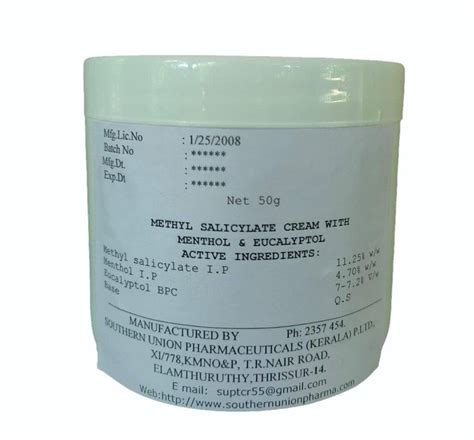 Mfg.Lic.No : 1/25/2008
Batch No : ******
Mfg.Dt. : ******
Exp.Dt : ******
Net 50g
METHYL SALICYLATE CREAM WITH
MENTHOL & EUCALYPTOL
ACTIVE INGREDIENTS:
Methyl salicylate I.P 11.25% w/w
Menthol I.P 4.70% w/w
Eucalyptol BPC 7-7.2% v/w
Base Q.S
MANUFACTURED BY Ph: 2357 454.
SOUTHERN UNION PHARMACEUTICALS (KERALA) P.LTD,
XI/778,KMNO&P, T.R.NAIR ROAD,
ELAMTHURUTHY,THRISSUR-14.
E mail: suptcr55@gmail.com
Web:http://www.southernunionpharma.com